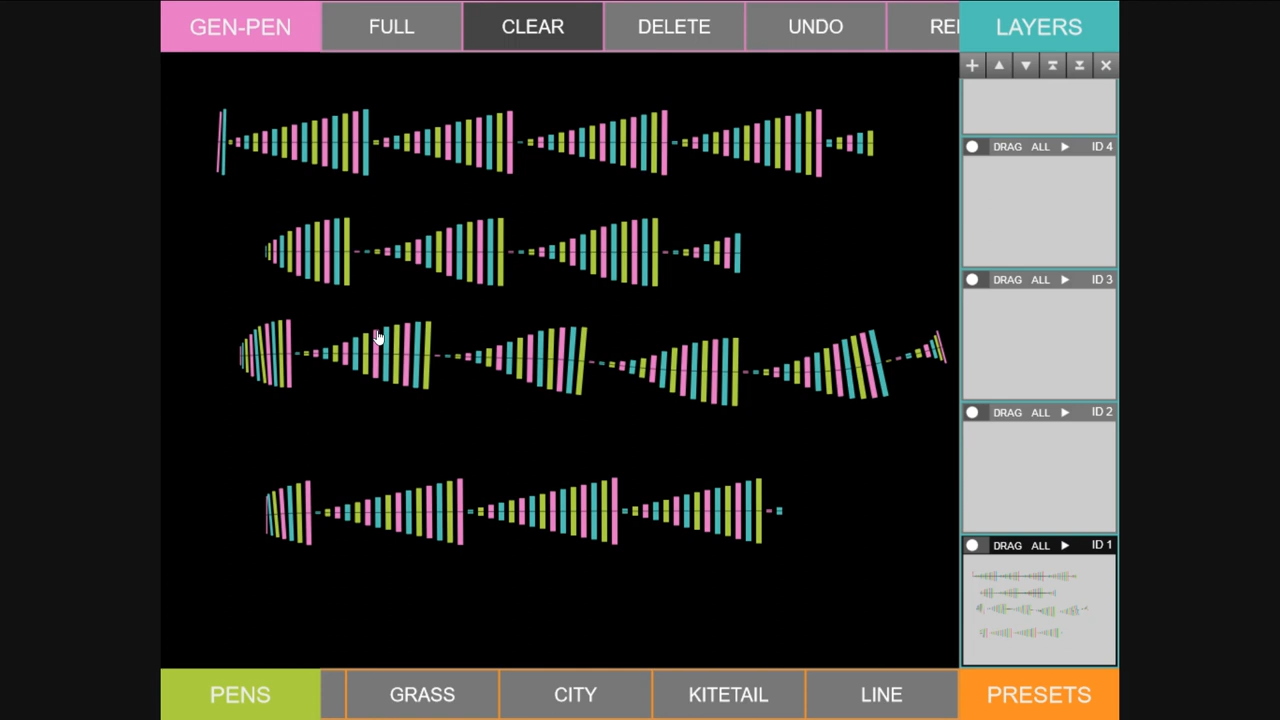 GEN-PEN FULL CLEAR DELETE UNDO LAYERS
DRAG ALL ID 4
DRAG ALL ID 3
DRAG ALL ID 2
DRAG ALL ID 1
PENS GRASS CITY KITETAIL LINE PRESETS